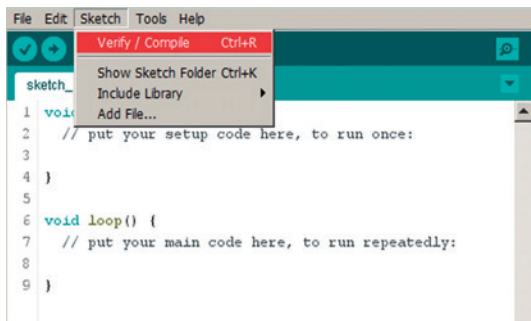 File Edit Sketch Tools Help
Verify / Compile Ctrl+R
Show Sketch Folder Ctrl+K
sketch_
Include Library
Add File...
1
2 // put your setup code here, to run once:
3
4 }
5
6 void loop() {
7 // put your main code here, to run repeatedly:
8
9 }